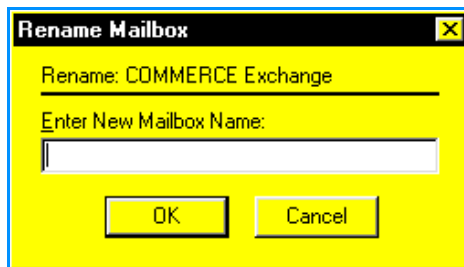 Rename Mailbox
Rename: COMMERCE Exchange
Enter New Mailbox Name:
OK Cancel